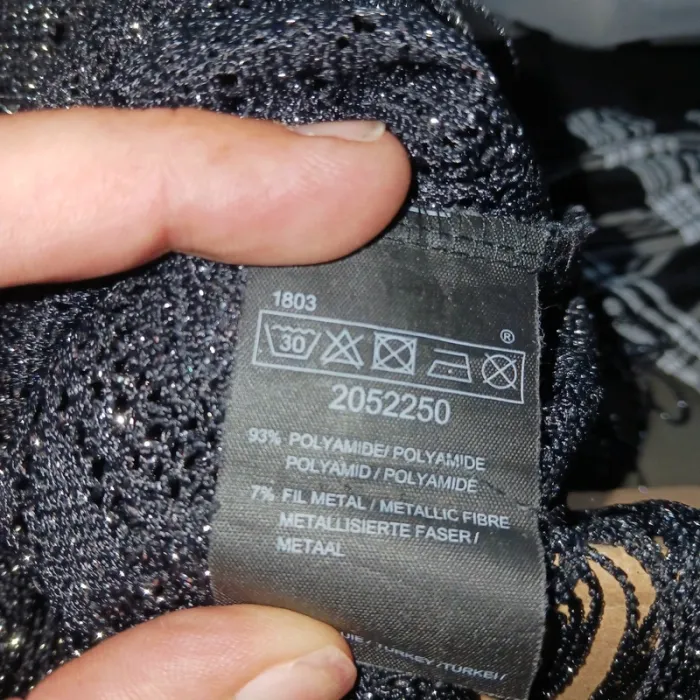 1803
®
30
2052250
93% POLYAMIDE/ POLYAMIDE
POLYAMID / POLYAMIDE
7% FIL METAL / METALLIC FIBRE
METALLISIERTE FASER /
METAAL
TURKEY /TÜRKEI /